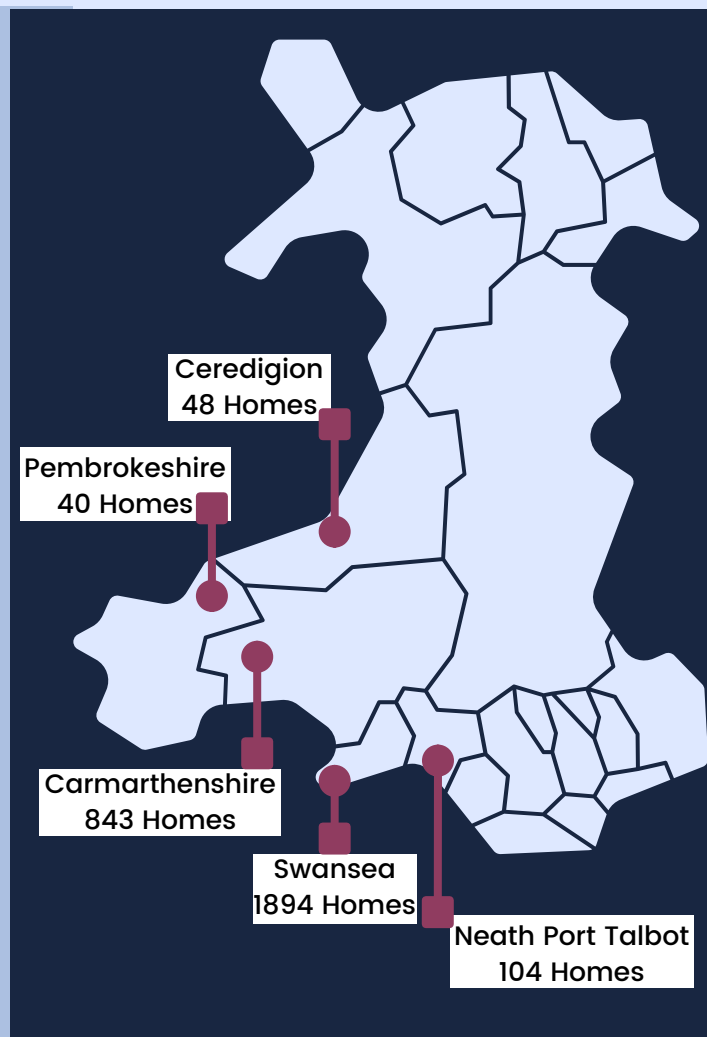 Ceredigion
48 Homes
Pembrokeshire
40 Homes
Carmarthenshire
843 Homes
Swansea
1894 Homes
Neath Port Talbot
104 Homes